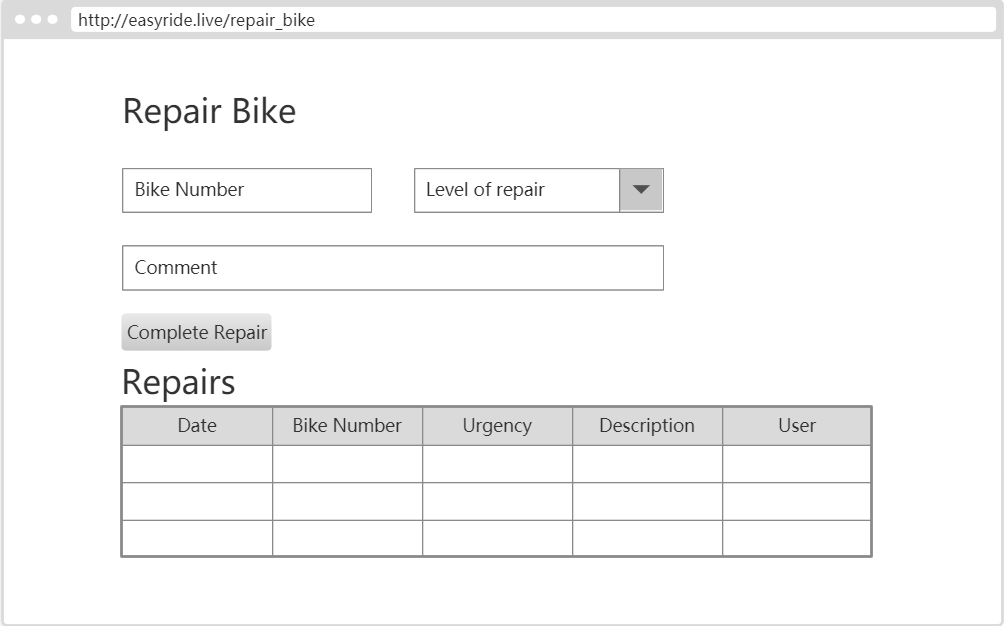 http://easyride.live/repair_bike
Repair Bike
Bike Number
Level of repair
Comment
Complete Repair
Repairs
Date Bike Number Urgency Description User